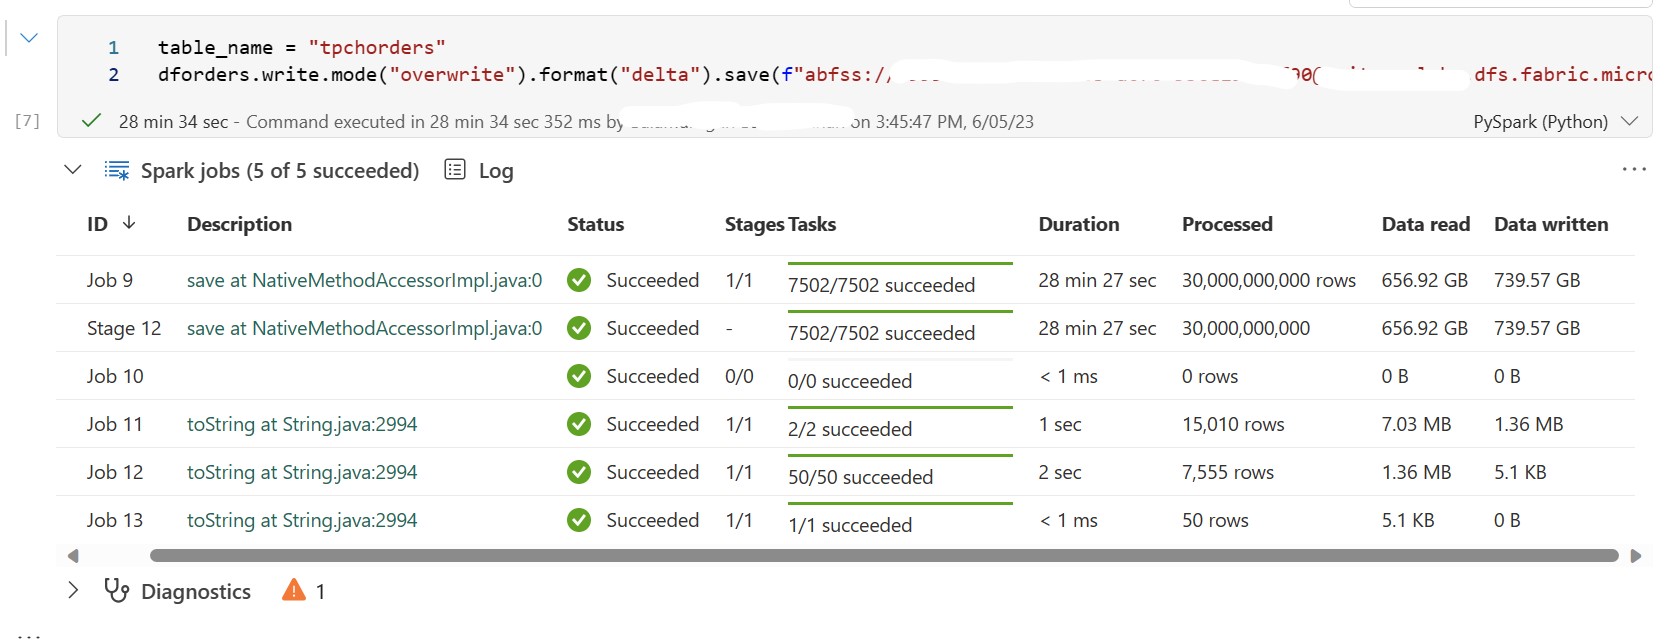 1 table_name = "tpchorders"
2 dforders.write.mode("overwrite").format("delta").save(f"abfss:/ dfs.fabric.micro
[7] 28 min 34 sec - Command executed in 28 min 34 sec 352 ms by on 3:45:47 PM, 6/05/23 PySpark (Python)
Spark jobs (5 of 5 succeeded) Log ...
ID ↓ Description Status Stages Tasks Duration Processed Data read Data written
Job 9 save at NativeMethodAccessorImpl.java:0 Succeeded 1/1 7502/7502 succeeded 28 min 27 sec 30,000,000,000 rows 656.92 GB 739.57 GB
Stage 12 save at NativeMethodAccessorImpl.java:0 Succeeded - 7502/7502 succeeded 28 min 27 sec 30,000,000,000 656.92 GB 739.57 GB
Job 10 Succeeded 0/0 0/0 succeeded < 1 ms 0 rows 0 B 0 B
Job 11 toString at String.java:2994 Succeeded 1/1 2/2 succeeded 1 sec 15,010 rows 7.03 MB 1.36 MB
Job 12 toString at String.java:2994 Succeeded 1/1 50/50 succeeded 2 sec 7,555 rows 1.36 MB 5.1 KB
Job 13 toString at String.java:2994 Succeeded 1/1 1/1 succeeded < 1 ms 50 rows 5.1 KB 0 B
Diagnostics 1
...